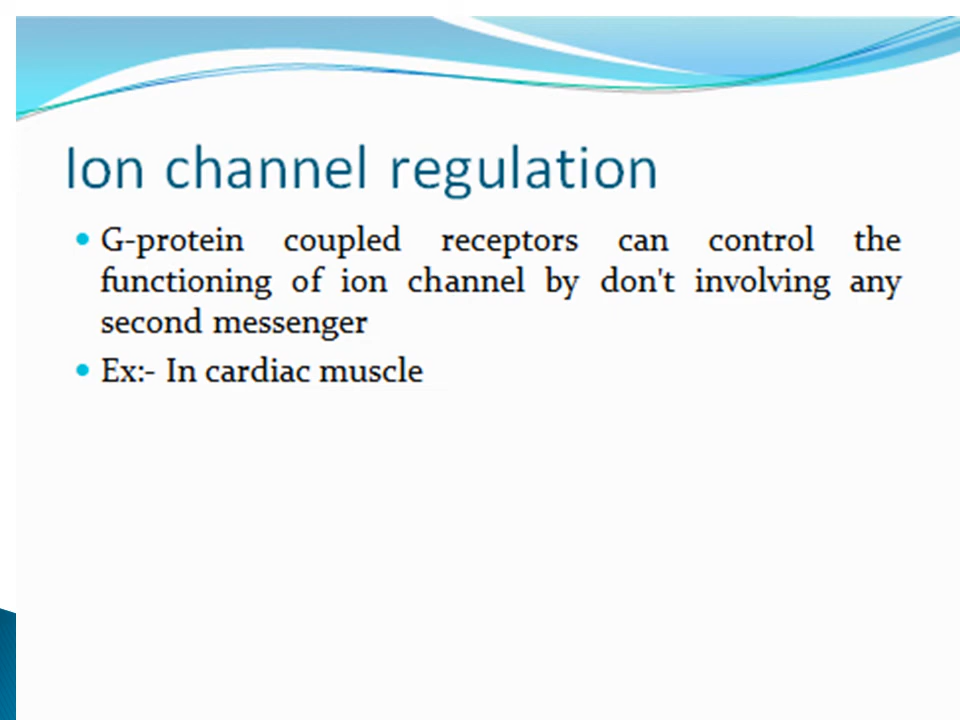 Ion channel regulation
G-protein coupled receptors can control the
functioning of ion channel by don't involving any
second messenger
Ex:- In cardiac muscle